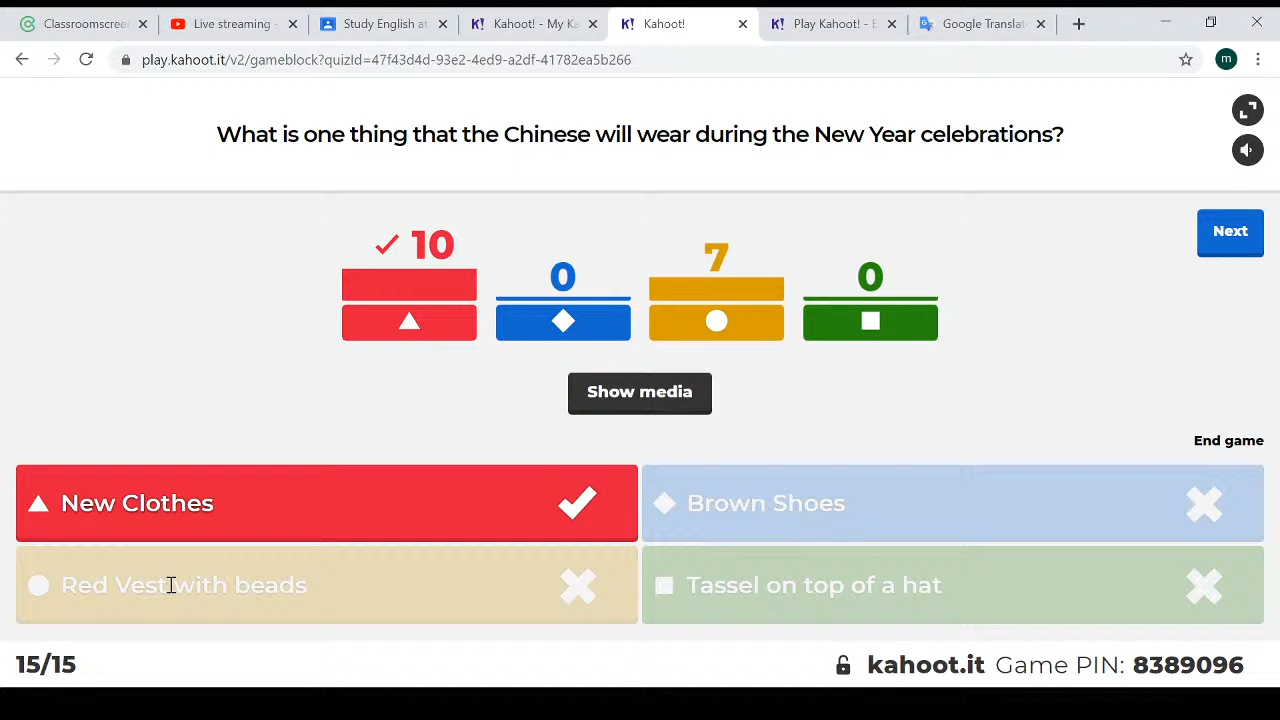 Classroomscree
Live streaming -
Study English at
Kahoot! - My Ka
Kahoot!
Play Kahoot! - E
Google Translat
play.kahoot.it/v2/gameblock?quizId=47f43d4d-93e2-4ed9-a2df-41782ea5b266
m
What is one thing that the Chinese will wear during the New Year celebrations?
Next
10
0
7
0
Show media
End game
New Clothes
Brown Shoes
Red Vest with beads
Tassel on top of a hat
15/15
kahoot.it Game PIN: 8389096